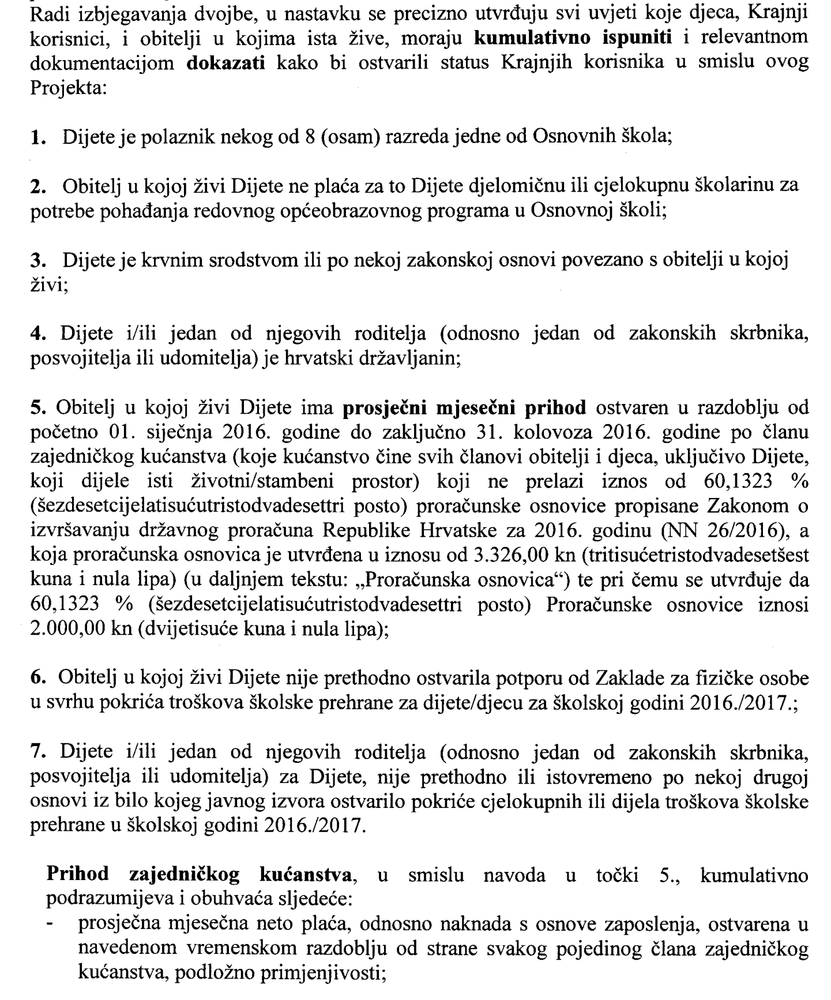 Radi izbjegavanja dvojbe, u nastavku se precizno utvrđuju svi uvjeti koje djeca, Krajnji
korisnici, i obitelji u kojima ista žive, moraju kumulativno ispuniti i relevantnom
dokumentacijom dokazati kako bi ostvarili status Krajnjih korisnika u smislu ovog
Projekta:
1. Dijete je polaznik nekog od 8 (osam) razreda jedne od Osnovnih škola;
2. Obitelj u kojoj živi Dijete ne plaća za to Dijete djelomičnu ili cjelokupnu školarinu za
potrebe pohađanja redovnog općeobrazovnog programa u Osnovnoj školi;
3. Dijete je krvnim srodstvom ili po nekoj zakonskoj osnovi povezano s obitelji u kojoj
živi;
4. Dijete i/ili jedan od njegovih roditelja (odnosno jedan od zakonskih skrbnika,
posvojitelja ili udomitelja) je hrvatski državljanin;
5. Obitelj u kojoj živi Dijete ima prosječni mjesečni prihod ostvaren u razdoblju od
početno 01. siječnja 2016. godine do zaključno 31. kolovoza 2016. godine po članu
zajedničkog kućanstva (koje kućanstvo čine svih članovi obitelji i djeca, uključivo Dijete,
koji dijele isti životni/stambeni prostor) koji ne prelazi iznos od 60,1323 %
(šezdesetcijelatisućutristodvadesettri posto) proračunske osnovice propisane Zakonom o
izvršavanju državnog proračuna Republike Hrvatske za 2016. godinu (NN 26/2016), a
koja proračunska osnovica je utvrđena u iznosu od 3.326,00 kn (tritisućetristodvadesetšest
kuna i nula lipa) (u daljnjem tekstu: „Proračunska osnovica“) te pri čemu se utvrđuje da
60,1323 % (šezdesetcijelatisućutristodvadesettri posto) Proračunske osnovice iznosi
2.000,00 kn (dvijetisuće kuna i nula lipa);
6. Obitelj u kojoj živi Dijete nije prethodno ostvarila potporu od Zaklade za fizičke osobe
u svrhu pokrića troškova školske prehrane za dijete/djecu za školskoj godini 2016./2017.;
7. Dijete i/ili jedan od njegovih roditelja (odnosno jedan od zakonskih skrbnika,
posvojitelja ili udomitelja) za Dijete, nije prethodno ili istovremeno po nekoj drugoj
osnovi iz bilo kojeg javnog izvora ostvarilo pokriće cjelokupnih ili dijela troškova školske
prehrane u školskoj godini 2016./2017.
Prihod zajedničkog kućanstva, u smislu navoda u točki 5., kumulativno
podrazumijeva i obuhvaća sljedeće:
- prosječna mjesečna neto plaća, odnosno naknada s osnove zaposlenja, ostvarena u
navedenom vremenskom razdoblju od strane svakog pojedinog člana zajedničkog
kućanstva, podložno primjenjivosti;